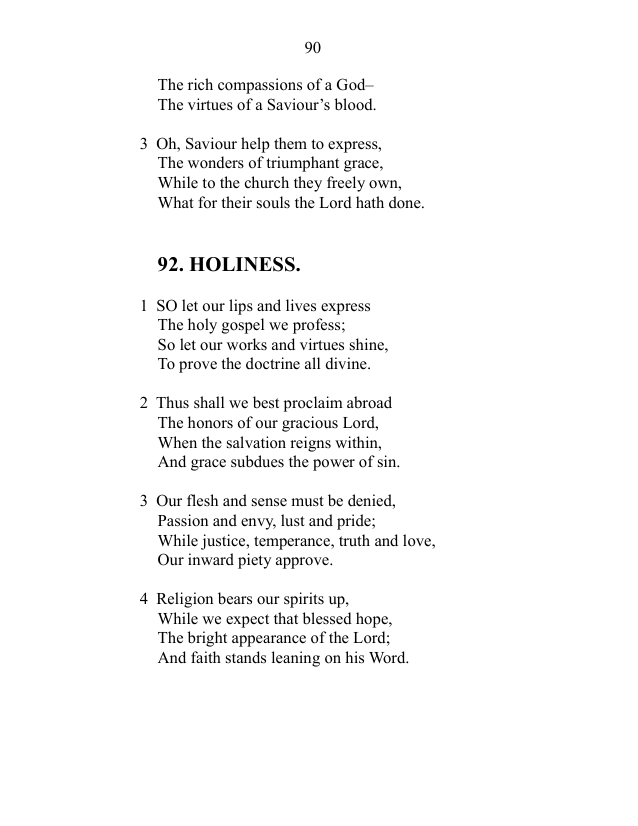 90
The rich compassions of a God–
The virtues of a Saviour’s blood.
3 Oh, Saviour help them to express,
The wonders of triumphant grace,
While to the church they freely own,
What for their souls the Lord hath done.
92. HOLINESS.
1 SO let our lips and lives express
The holy gospel we profess;
So let our works and virtues shine,
To prove the doctrine all divine.
2 Thus shall we best proclaim abroad
The honors of our gracious Lord,
When the salvation reigns within,
And grace subdues the power of sin.
3 Our flesh and sense must be denied,
Passion and envy, lust and pride;
While justice, temperance, truth and love,
Our inward piety approve.
4 Religion bears our spirits up,
While we expect that blessed hope,
The bright appearance of the Lord;
And faith stands leaning on his Word.